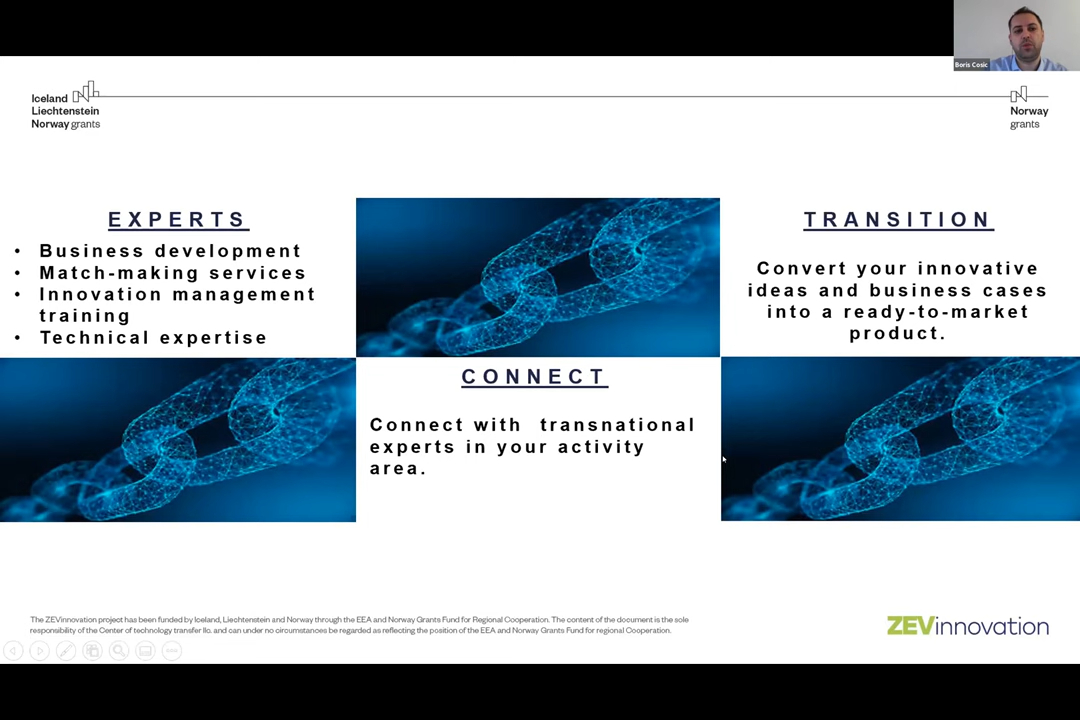 Boris Cosic
Iceland
Liechtenstein
Norway grants
Norway
grants
EXPERTS
• Business development
• Match-making services
• Innovation management
training
• Technical expertise
CONNECT
Connect with transnational
experts in your activity
area.
TRANSITION
Convert your innovative
ideas and business cases
into a ready-to-market
product.
The ZEVinnovation project has been funded by Iceland, Liechtenstein and Norway through the EEA and Norway Grants Fund for Regional Cooperation. The content of the document is the sole
responsibility of the Center of technology transfer llc. and can under no circumstances be regarded as reflecting the position of the EEA and Norway Grants Fund for regional Cooperation.
ZEVinnovation